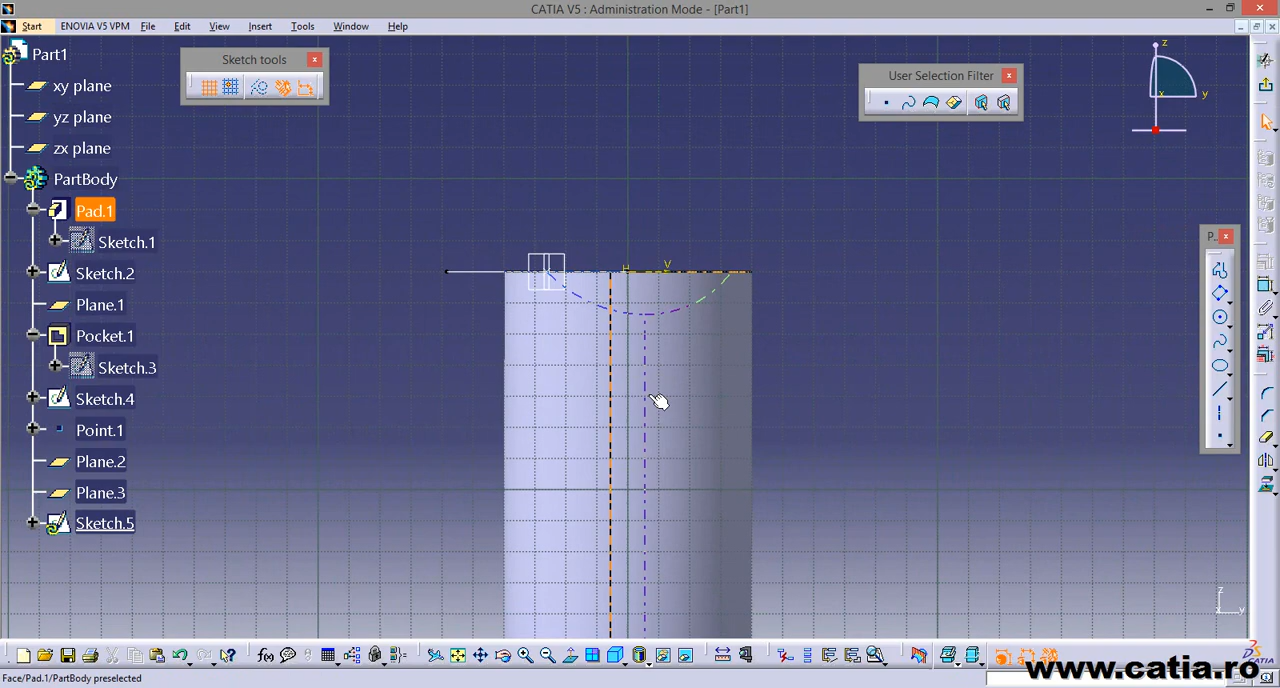 CATIA V5 : Administration Mode - [Part1]
Start ENOVIA V5 VPM File Edit View Insert Tools Window Help
Part1
Sketch tools
User Selection Filter
z
x
y
xy plane
yz plane
zx plane
PartBody
Pad.1
Sketch.1
P..
H V
Sketch.2
Plane.1
Pocket.1
Sketch.3
Sketch.4
Point.1
Plane.2
Plane.3
Sketch.5
z
x y
f(x)
www.catia.ro
Face/Pad.1/PartBody preselected